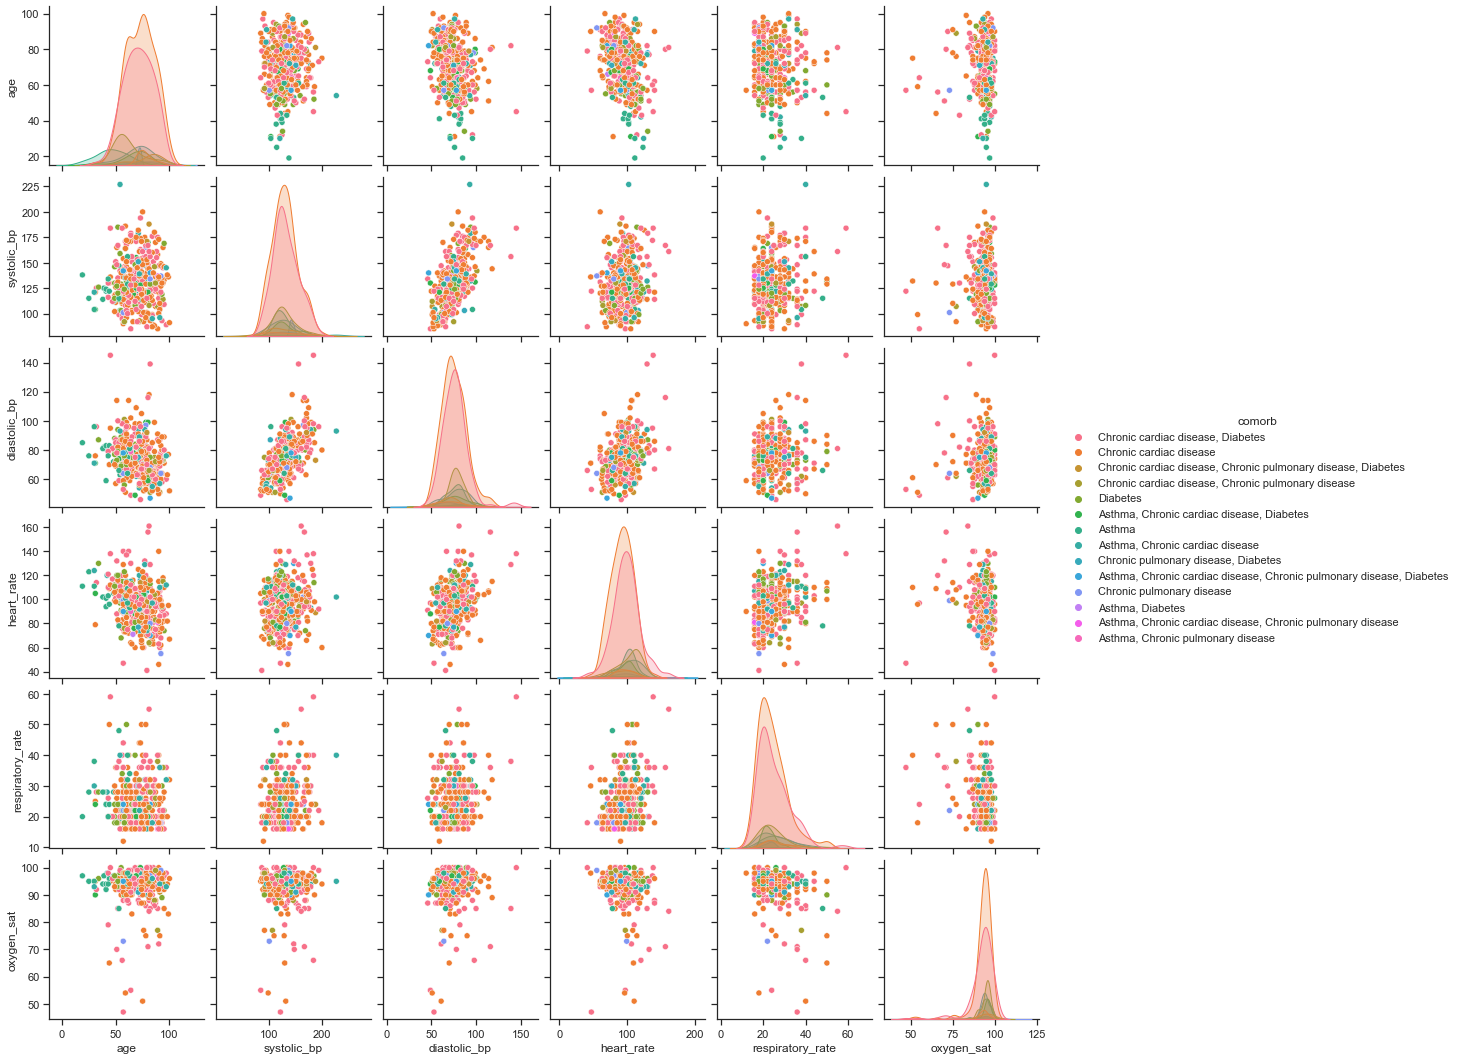 100
80
60
40
20
age
225
200
175
150
125
100
systolic_bp
140
120
100
80
60
diastolic_bp
comorb
Chronic cardiac disease, Diabetes
Chronic cardiac disease
Chronic cardiac disease, Chronic pulmonary disease, Diabetes
Chronic cardiac disease, Chronic pulmonary disease
Diabetes
Asthma, Chronic cardiac disease, Diabetes
Asthma
Asthma, Chronic cardiac disease
Chronic pulmonary disease, Diabetes
Asthma, Chronic cardiac disease, Chronic pulmonary disease, Diabetes
Chronic pulmonary disease
Asthma, Diabetes
Asthma, Chronic cardiac disease, Chronic pulmonary disease
Asthma, Chronic pulmonary disease
160
140
120
100
80
60
40
heart_rate
60
50
40
30
20
10
respiratory_rate
100
90
80
70
60
50
oxygen_sat
0 50 100
100 200
0 50 100 150
0 100 200
0 20 40 60
50 75 100 125
age systolic_bp diastolic_bp heart_rate respiratory_rate oxygen_sat